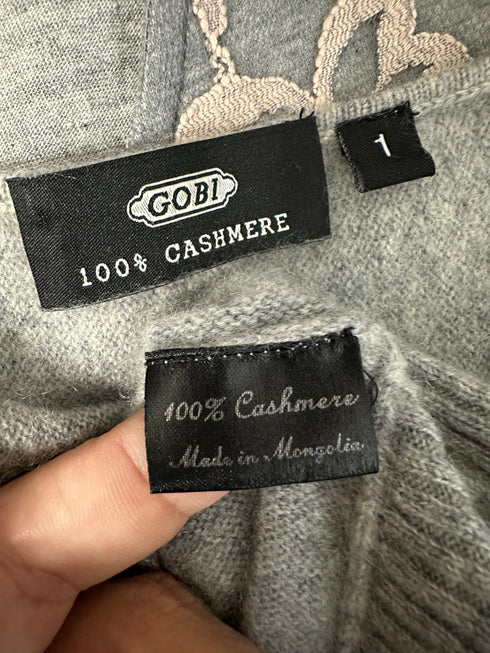 GOBI
100% CASHMERE
1
100% Cashmere
Made in Mongolia